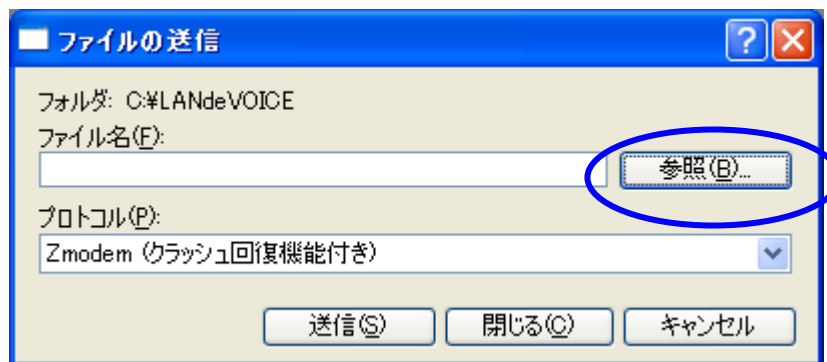 ファイルの送信
フォルダ: C:¥LANdeVOICE
ファイル名(F):
参照(B)...
プロトコル(P):
Zmodem (クラッシュ回復機能付き)
送信(S) 閉じる(C) キャンセル